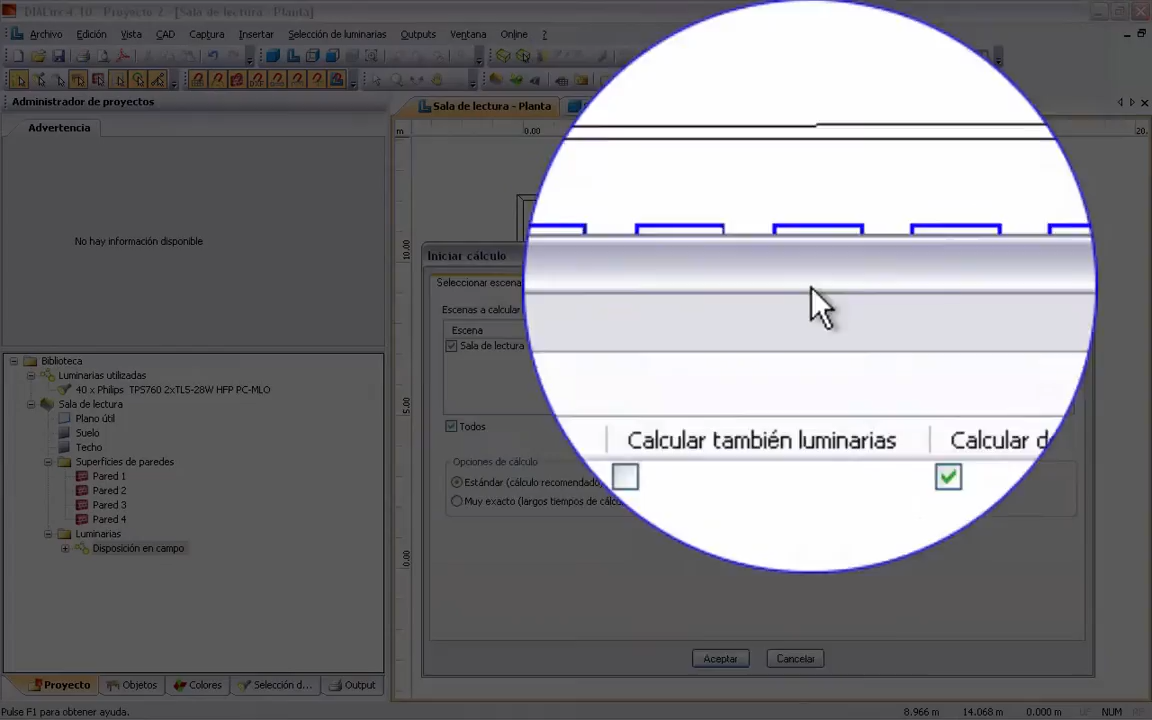 DIALux 4.10 - Proyecto 2 - [Sala de lectura - Planta]
Archivo Edición Vista CAD Captura Insertar Selección de luminarias Outputs Ventana Online ?
Administrador de proyectos
Sala de lectura - Planta
Advertencia
m 0.00 20.
No hay información disponible
10.00
Iniciar cálculo
Seleccionar escena
Escenas a calcular
Escena
Sala de lectura
Calcular también luminarias
Calcular d
Todos
Opciones de cálculo
Estándar (cálculo recomendado)
Muy exacto (largos tiempos de cálcu
5.00
0.00
Aceptar Cancelar
Biblioteca
Luminarias utilizadas
40 x Philips TPS760 2xTL5-28W HFP PC-MLO
Sala de lectura
Plano útil
Suelo
Techo
Superficies de paredes
Pared 1
Pared 2
Pared 3
Pared 4
Luminarias
Disposición en campo
Proyecto Objetos Colores Selección d... Output
Pulse F1 para obtener ayuda. 8.966 m 14.068 m 0.000 m NUM